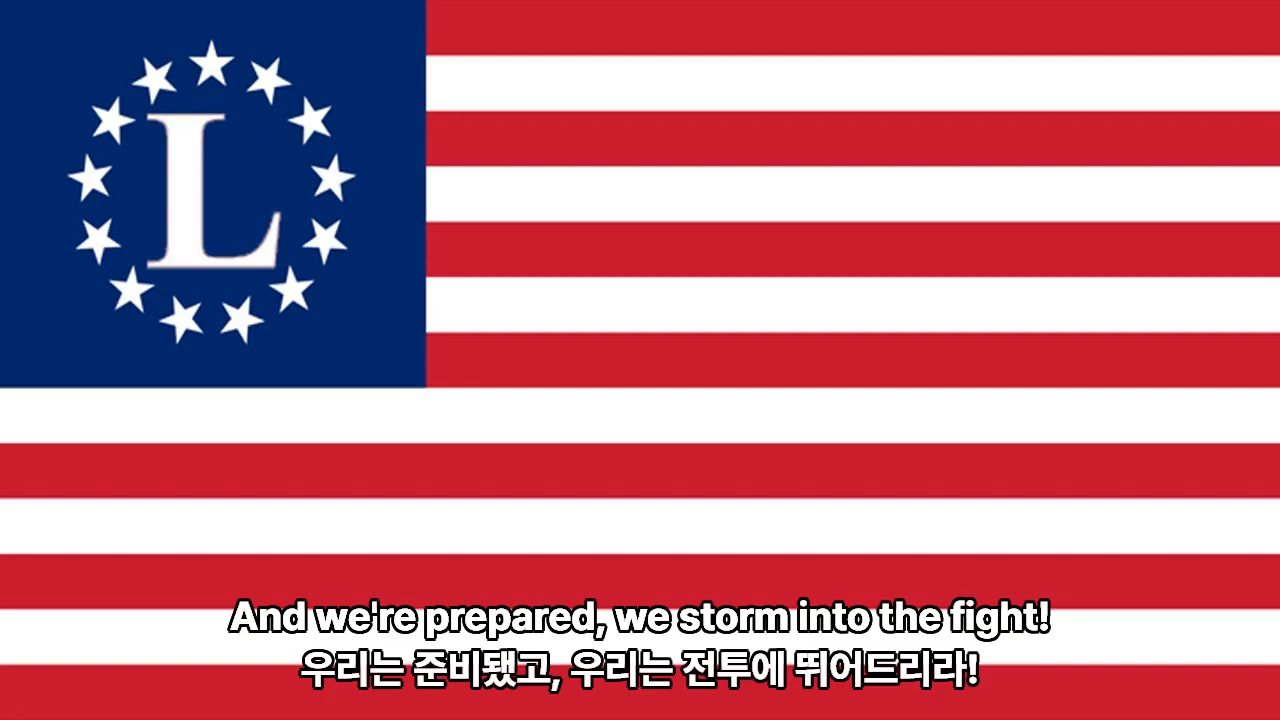 L
And we're prepared, we storm into the fight!
우리는 준비됐고, 우리는 전투에 뛰어드리라!